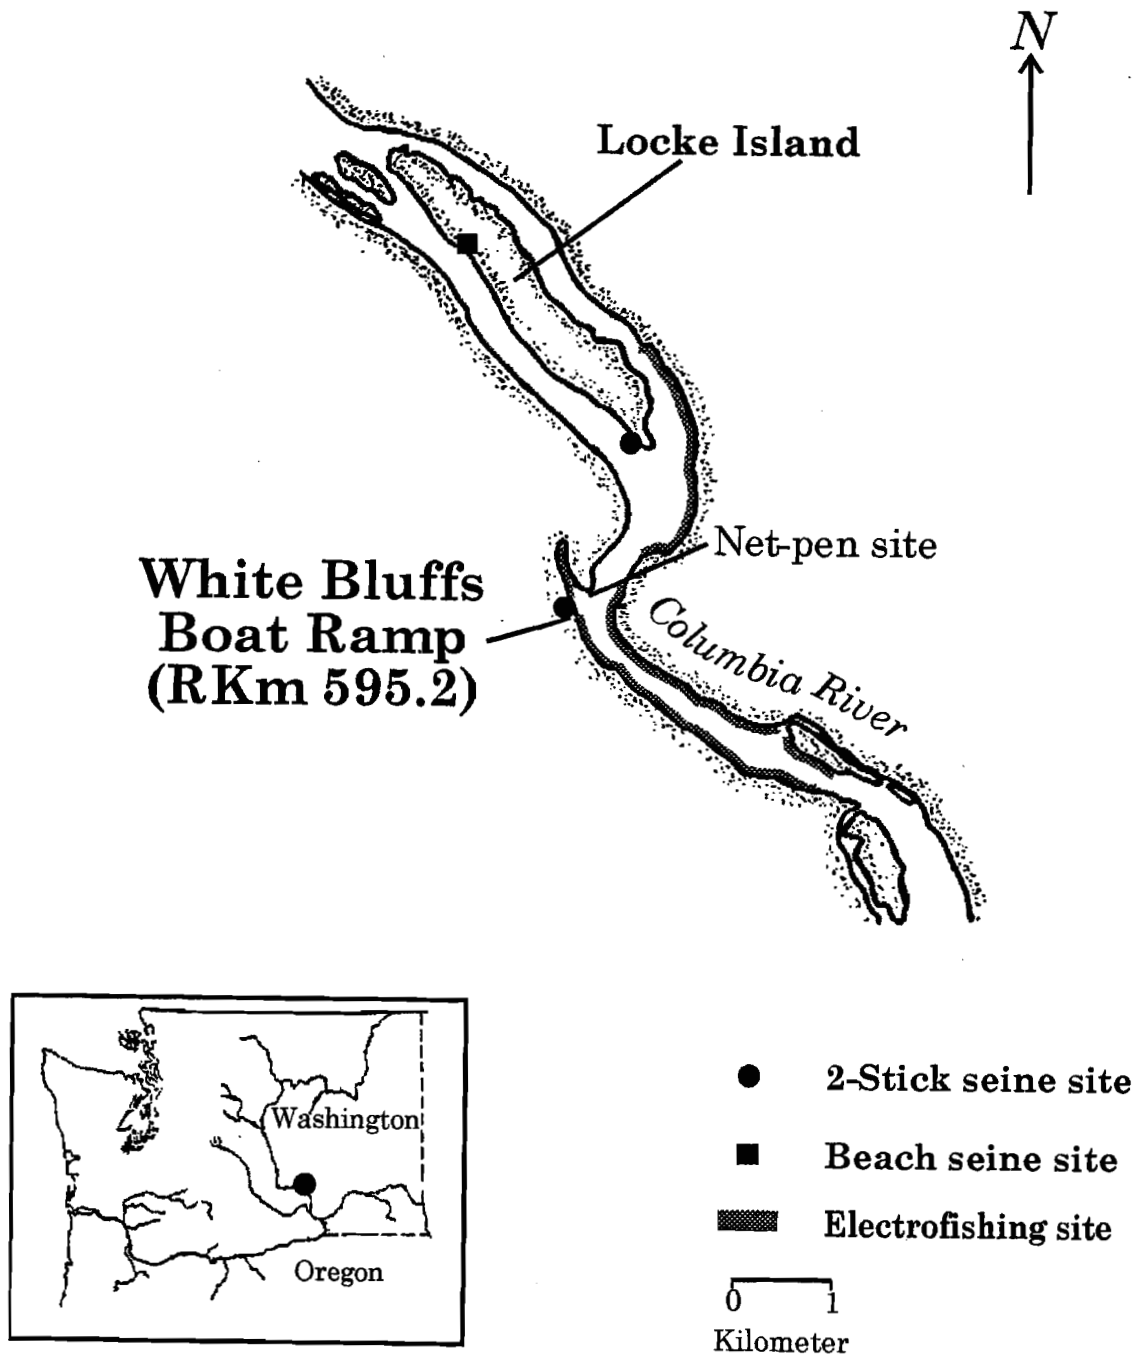 N
Locke Island
Net-pen site
White Bluffs
Boat Ramp
(RKm 595.2)
Columbia River
Washington
Oregon
2-Stick seine site
Beach seine site
Electrofishing site
0 1
Kilometer